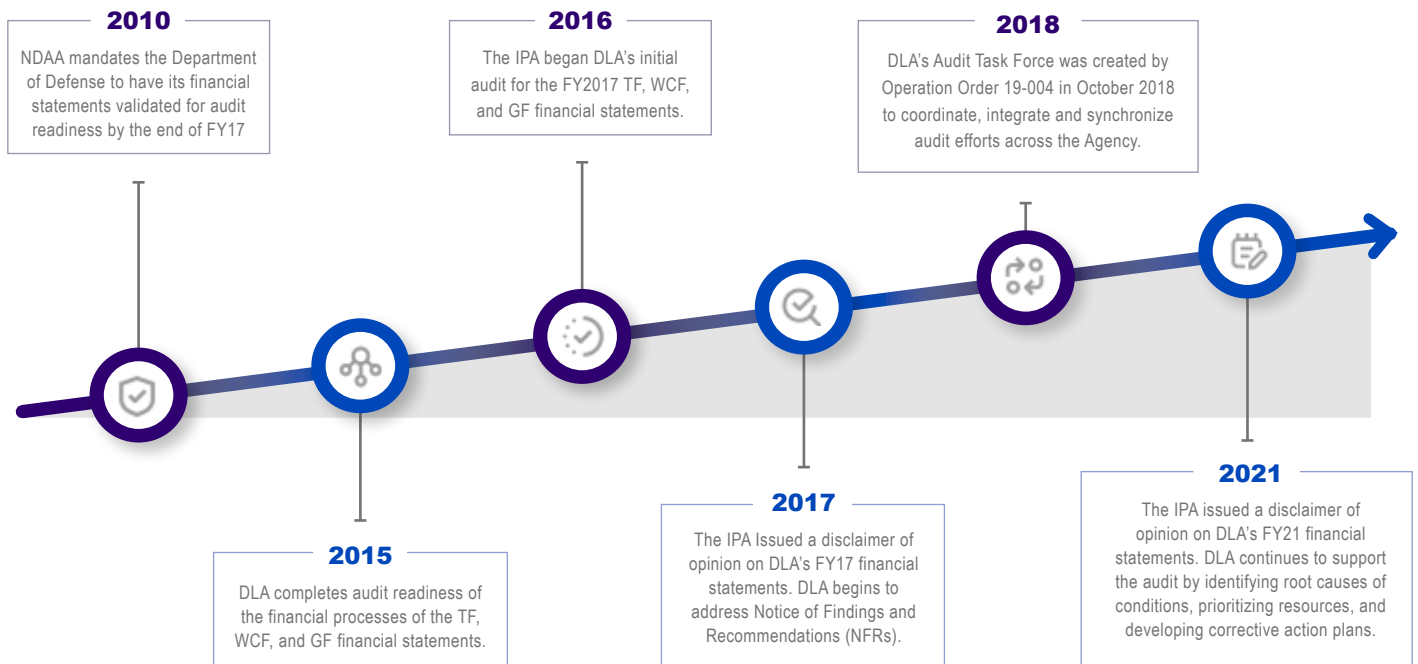 2010
NDAA mandates the Department
of Defense to have its financial
statements validated for audit
readiness by the end of FY17
2015
DLA completes audit readiness of
the financial processes of the TF,
WCF, and GF financial statements.
2016
The IPA began DLA’s initial
audit for the FY2017 TF, WCF,
and GF financial statements.
2017
The IPA Issued a disclaimer of
opinion on DLA’s FY17 financial
statements. DLA begins to
address Notice of Findings and
Recommendations (NFRs).
2018
DLA’s Audit Task Force was created by
Operation Order 19-004 in October 2018
to coordinate, integrate and synchronize
audit efforts across the Agency.
2021
The IPA issued a disclaimer of
opinion on DLA’s FY21 financial
statements. DLA continues to support
the audit by identifying root causes of
conditions, prioritizing resources, and
developing corrective action plans.